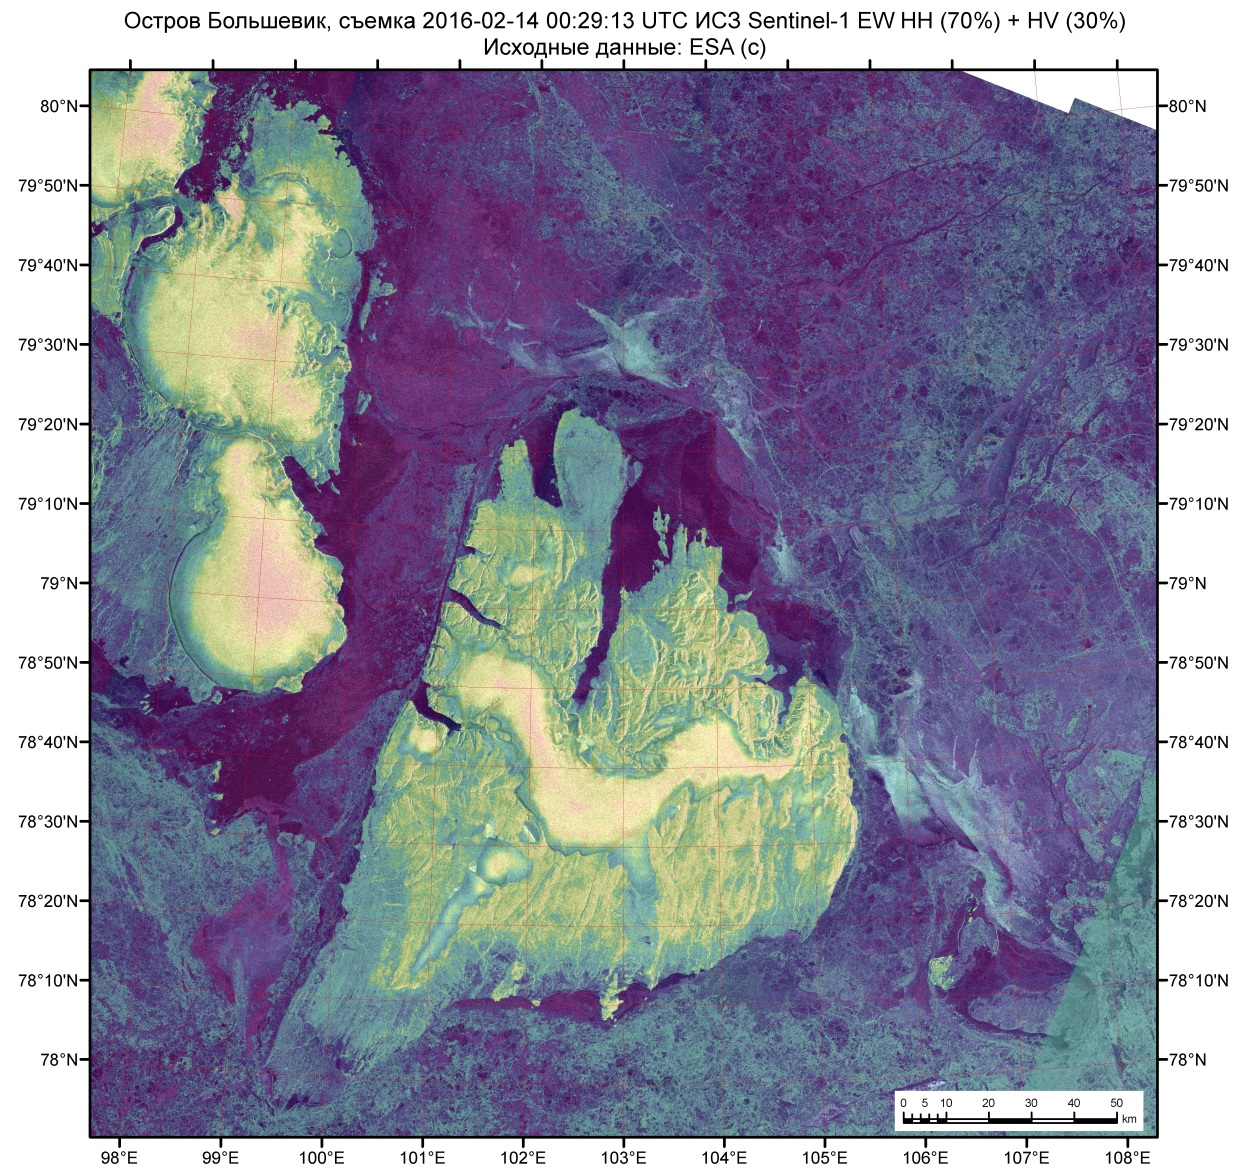 Остров Большевик, съемка 2016-02-14 00:29:13 UTC ИСЗ Sentinel-1 EW HH (70%) + HV (30%)
Исходные данные: ESA (c)
80°N 80°N
79°50'N 79°50'N
79°40'N 79°40'N
79°30'N 79°30'N
79°20'N 79°20'N
79°10'N 79°10'N
79°N 79°N
78°50'N 78°50'N
78°40'N 78°40'N
78°30'N 78°30'N
78°20'N 78°20'N
78°10'N 78°10'N
78°N 78°N
0 5 10 20 30 40 50
km
98°E 99°E 100°E 101°E 102°E 103°E 104°E 105°E 106°E 107°E 108°E